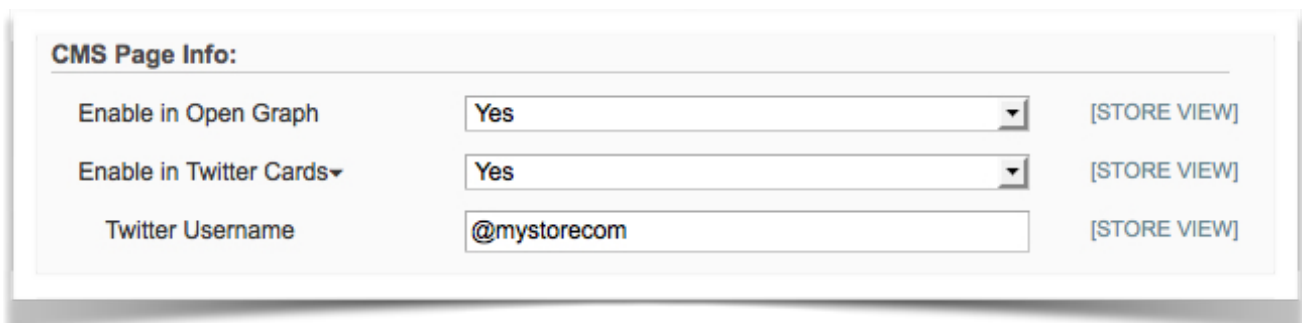 CMS Page Info:
Enable in Open Graph Yes [STORE VIEW]
Enable in Twitter Cards Yes [STORE VIEW]
Twitter Username @mystorecom [STORE VIEW]